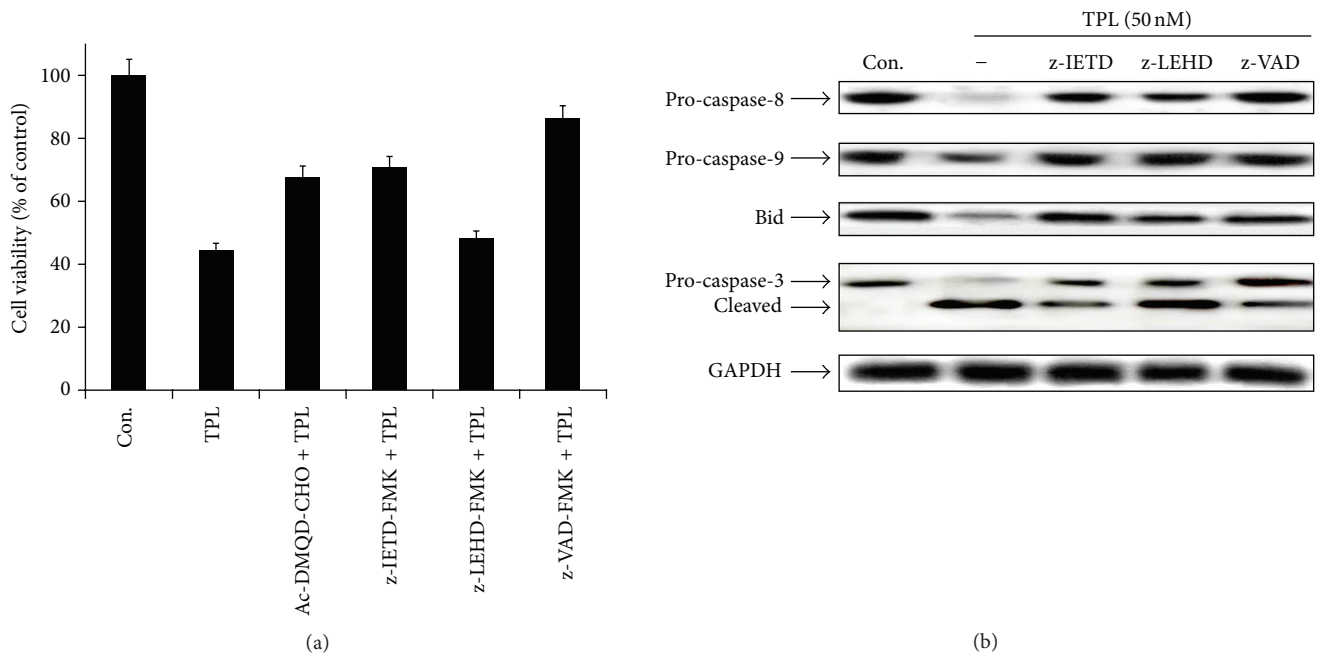 Cell viability (% of control)
100
80
60
40
20
0
Con.
TPL
Ac-DMQD-CHO + TPL
z-IETD-FMK + TPL
z-LEHD-FMK + TPL
z-VAD-FMK + TPL
(a)
TPL (50 nM)
Con. – z-IETD z-LEHD z-VAD
Pro-caspase-8
Pro-caspase-9
Bid
Pro-caspase-3
Cleaved
GAPDH
(b)